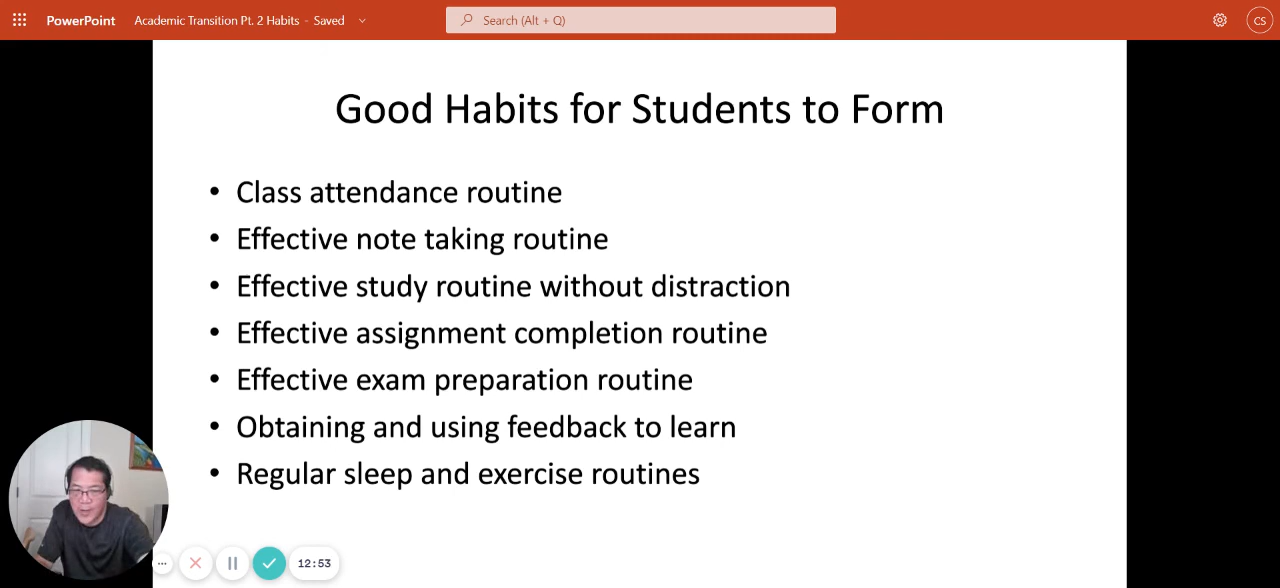 PowerPoint Academic Transition Pt. 2 Habits - Saved Search (Alt + Q) CS
Good Habits for Students to Form
• Class attendance routine
• Effective note taking routine
• Effective study routine without distraction
• Effective assignment completion routine
• Effective exam preparation routine
• Obtaining and using feedback to learn
• Regular sleep and exercise routines
12:53